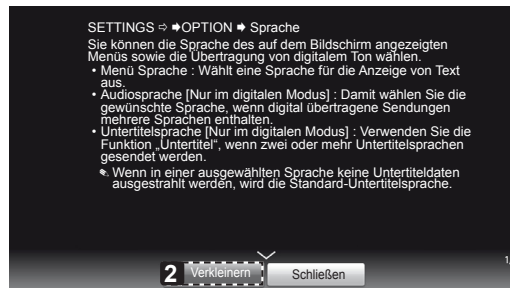 SETTINGS ⇨ ➡OPTION ➡ Sprache
Sie können die Sprache des auf dem Bildschirm angezeigten
Menüs sowie die Übertragung von digitalem Ton wählen.
• Menü Sprache : Wählt eine Sprache für die Anzeige von Text
aus.
• Audiosprache [Nur im digitalen Modus] : Damit wählen Sie die
gewünschte Sprache, wenn digital übertragene Sendungen
mehrere Sprachen enthalten.
• Untertitelsprache [Nur im digitalen Modus] : Verwenden Sie die
Funktion „Untertitel", wenn zwei oder mehr Untertitelsprachen
gesendet werden.
✎ Wenn in einer ausgewählten Sprache keine Untertiteldaten
ausgestrahlt werden, wird die Standard-Untertitelsprache.
2 Verkleinern Schließen